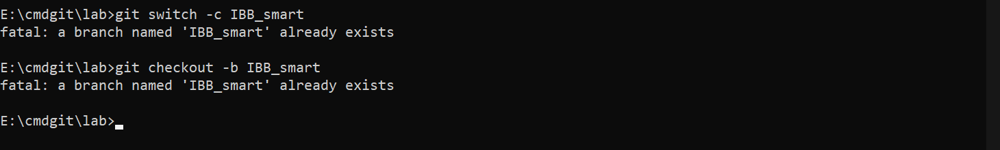 E:\cmdgit\lab>git switch -c IBB_smart
fatal: a branch named 'IBB_smart' already exists
E:\cmdgit\lab>git checkout -b IBB_smart
fatal: a branch named 'IBB_smart' already exists
E:\cmdgit\lab>